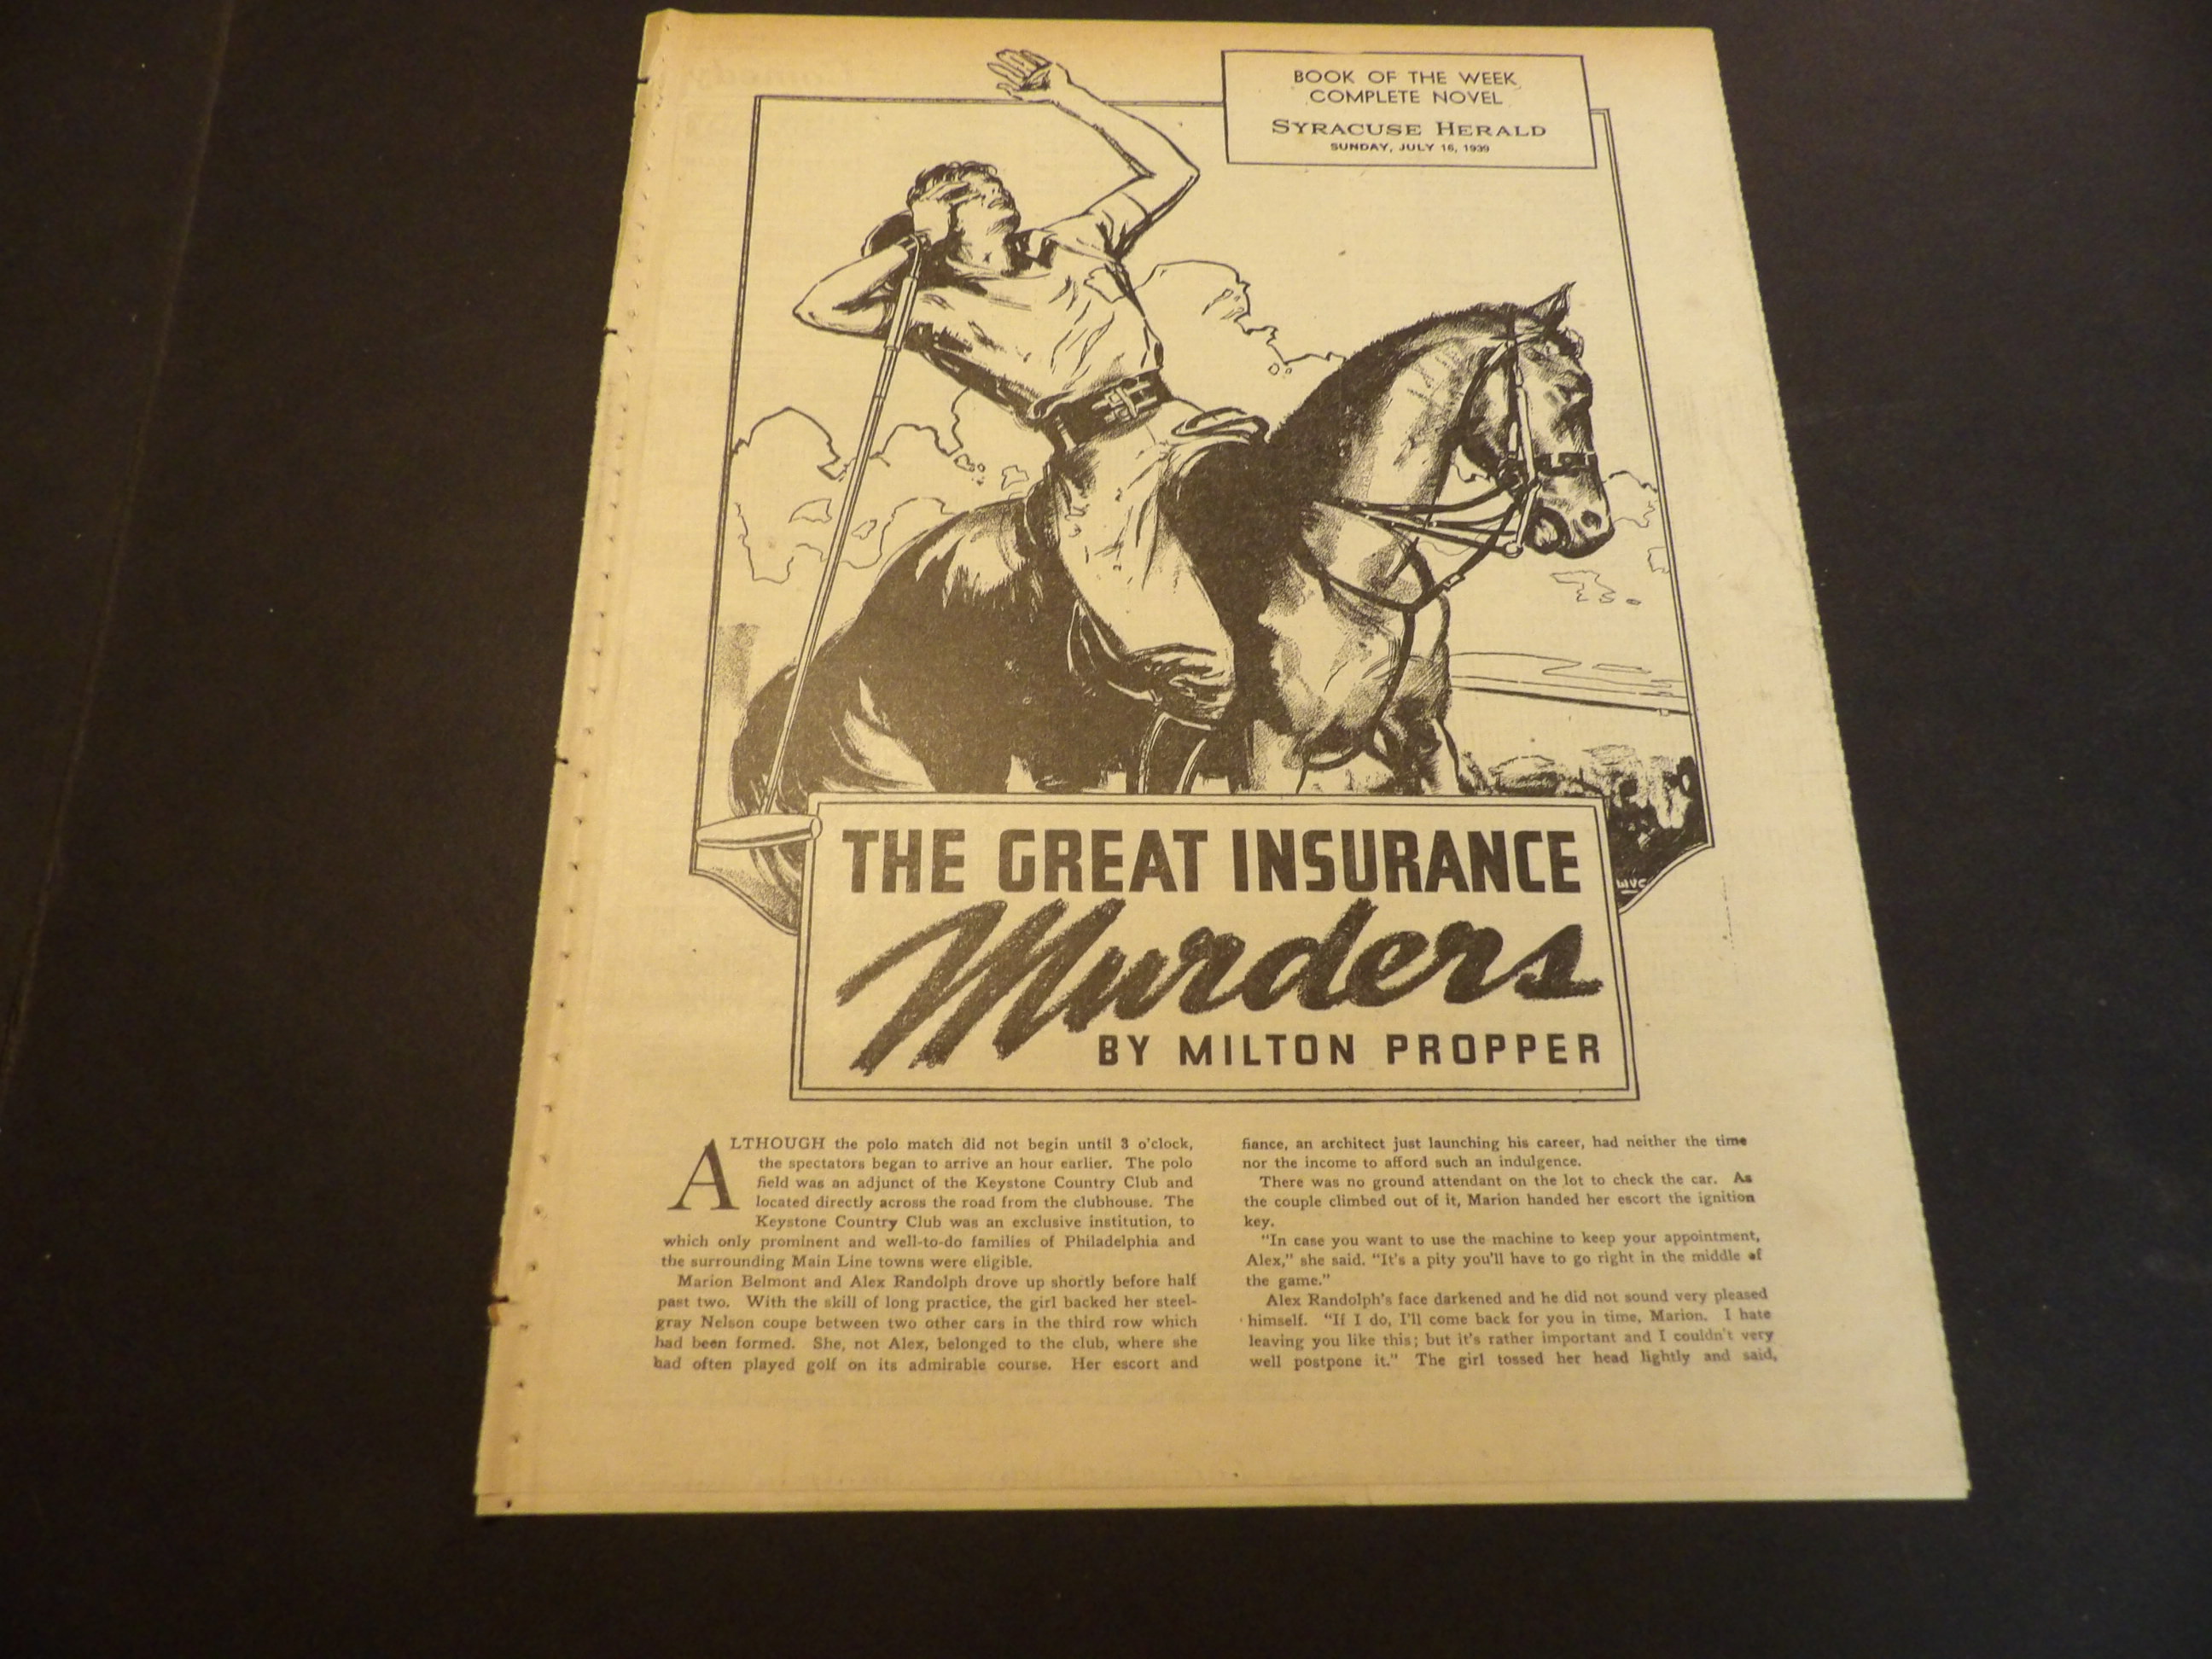 BOOK OF THE WEEK
COMPLETE NOVEL
SYRACUSE HERALD
SUNDAY, JULY 16, 1939
THE GREAT INSURANCE
Murders
BY MILTON PROPPER
WVC
ALTHOUGH the polo match did not begin until 3 o'clock,
the spectators began to arrive an hour earlier. The polo
field was an adjunct of the Keystone Country Club and
located directly across the road from the clubhouse. The
Keystone Country Club was an exclusive institution, to
which only prominent and well-to-do families of Philadelphia and
the surrounding Main Line towns were eligible.
Marion Belmont and Alex Randolph drove up shortly before half
past two. With the skill of long practice, the girl backed her steel-
gray Nelson coupe between two other cars in the third row which
had been formed. She, not Alex, belonged to the club, where she
had often played golf on its admirable course. Her escort and
fiance, an architect just launching his career, had neither the time
nor the income to afford such an indulgence.
There was no ground attendant on the lot to check the car. As
the couple climbed out of it, Marion handed her escort the ignition
key.
"In case you want to use the machine to keep your appointment,
Alex," she said. "It's a pity you'll have to go right in the middle of
the game."
Alex Randolph's face darkened and he did not sound very pleased
himself. "If I do, I'll come back for you in time, Marion. I hate
leaving you like this; but it's rather important and I couldn't very
well postpone it." The girl tossed her head lightly and said,